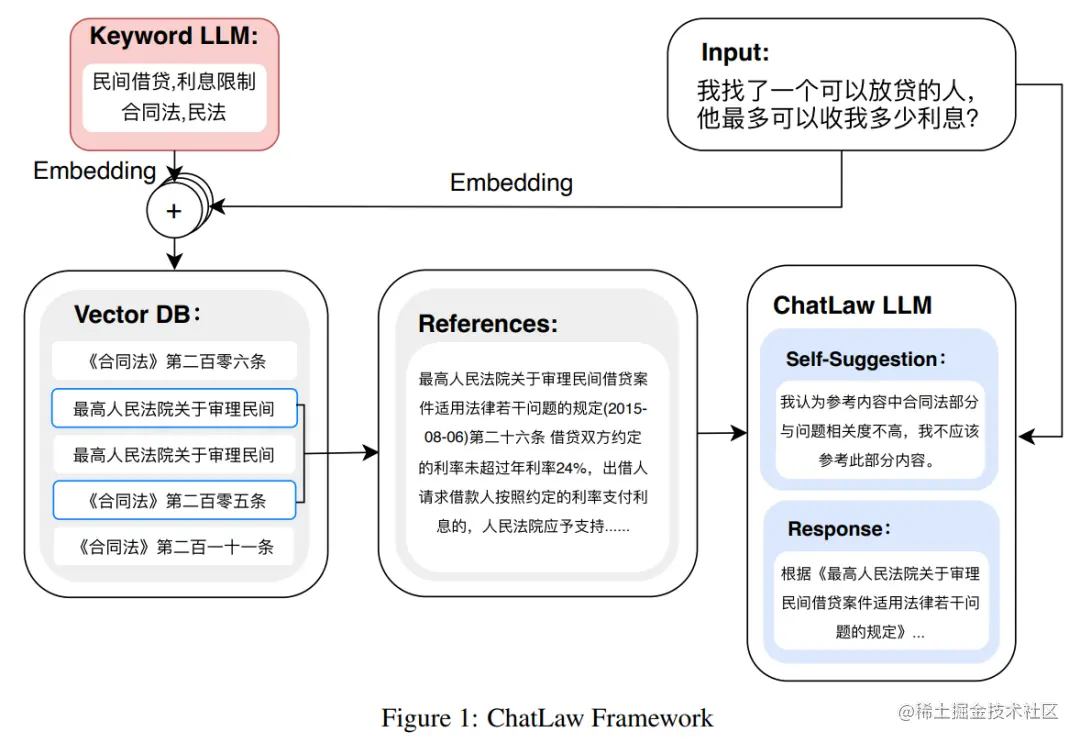 Keyword LLM:
民间借贷,利息限制
合同法,民法
Input:
我找了一个可以放贷的人，
他最多可以收我多少利息?
Embedding
Embedding
+
Vector DB：
《合同法》第二百零六条
最高人民法院关于审理民间
最高人民法院关于审理民间
《合同法》第二百零五条
《合同法》第二百一十一条
References:
最高人民法院关于审理民间借贷案
件适用法律若干问题的规定(2015-
08-06)第二十六条 借贷双方约定
的利率未超过年利率24%，出借人
请求借款人按照约定的利率支付利
息的，人民法院应予支持......
ChatLaw LLM
Self-Suggestion：
我认为参考内容中合同法部分
与问题相关度不高，我不应该
参考此部分内容。
Response：
根据《最高人民法院关于审理
民间借贷案件适用法律若干问
题的规定》...
Figure 1: ChatLaw Framework
@稀土掘金技术社区